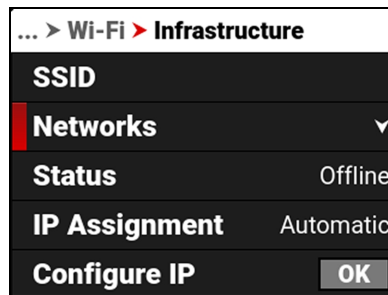 ... > Wi-Fi > Infrastructure
SSID
Networks
Status Offline
IP Assignment Automatic
Configure IP OK